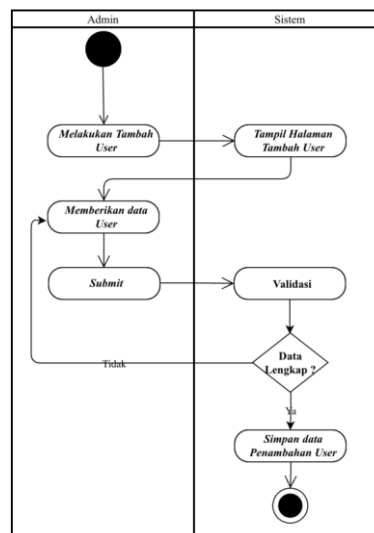 Admin
Sistem
Melakukan Tambah
User
Tampil Halaman
Tambah User
Memberikan data
User
Submit
Validasi
Data
Lengkap ?
Tidak
Ya
Simpan data
Penambahan User